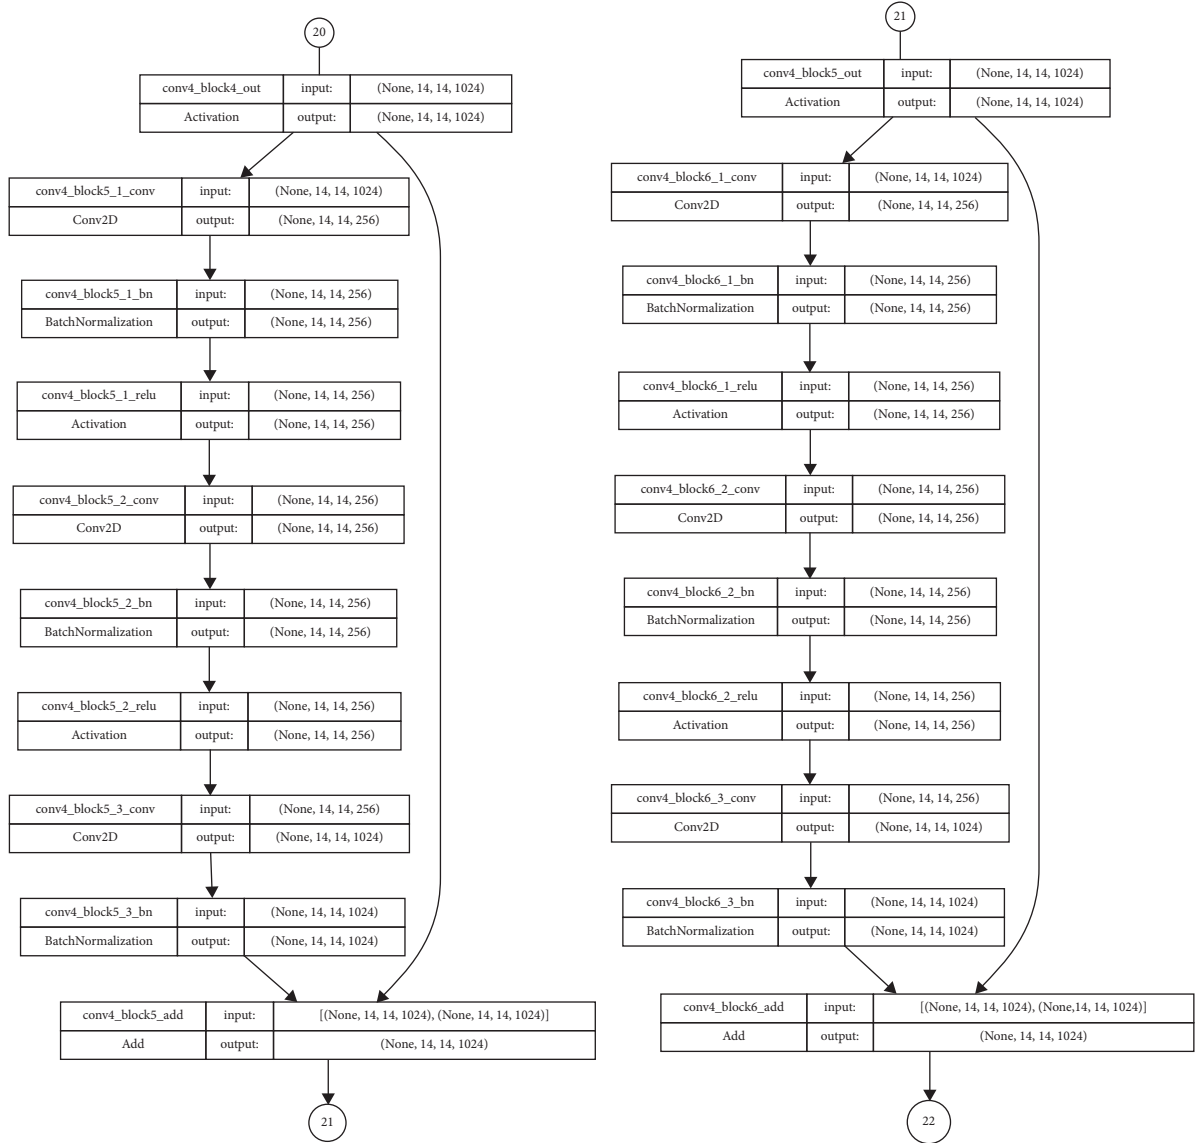 20
conv4_block4_out input: (None, 14, 14, 1024)
Activation output: (None, 14, 14, 1024)
conv4_block5_1_conv input: (None, 14, 14, 1024)
Conv2D output: (None, 14, 14, 256)
conv4_block5_1_bn input: (None, 14, 14, 256)
BatchNormalization output: (None, 14, 14, 256)
conv4_block5_1_relu input: (None, 14, 14, 256)
Activation output: (None, 14, 14, 256)
conv4_block5_2_conv input: (None, 14, 14, 256)
Conv2D output: (None, 14, 14, 256)
conv4_block5_2_bn input: (None, 14, 14, 256)
BatchNormalization output: (None, 14, 14, 256)
conv4_block5_2_relu input: (None, 14, 14, 256)
Activation output: (None, 14, 14, 256)
conv4_block5_3_conv input: (None, 14, 14, 256)
Conv2D output: (None, 14, 14, 1024)
conv4_block5_3_bn input: (None, 14, 14, 1024)
BatchNormalization output: (None, 14, 14, 1024)
conv4_block5_add input: [(None, 14, 14, 1024), (None, 14, 14, 1024)]
Add output: (None, 14, 14, 1024)
21
21
conv4_block5_out input: (None, 14, 14, 1024)
Activation output: (None, 14, 14, 1024)
conv4_block6_1_conv input: (None, 14, 14, 1024)
Conv2D output: (None, 14, 14, 256)
conv4_block6_1_bn input: (None, 14, 14, 256)
BatchNormalization output: (None, 14, 14, 256)
conv4_block6_1_relu input: (None, 14, 14, 256)
Activation output: (None, 14, 14, 256)
conv4_block6_2_conv input: (None, 14, 14, 256)
Conv2D output: (None, 14, 14, 256)
conv4_block6_2_bn input: (None, 14, 14, 256)
BatchNormalization output: (None, 14, 14, 256)
conv4_block6_2_relu input: (None, 14, 14, 256)
Activation output: (None, 14, 14, 256)
conv4_block6_3_conv input: (None, 14, 14, 256)
Conv2D output: (None, 14, 14, 1024)
conv4_block6_3_bn input: (None, 14, 14, 1024)
BatchNormalization output: (None, 14, 14, 1024)
conv4_block6_add input: [(None, 14, 14, 1024), (None,14, 14, 1024)]
Add output: (None, 14, 14, 1024)
22